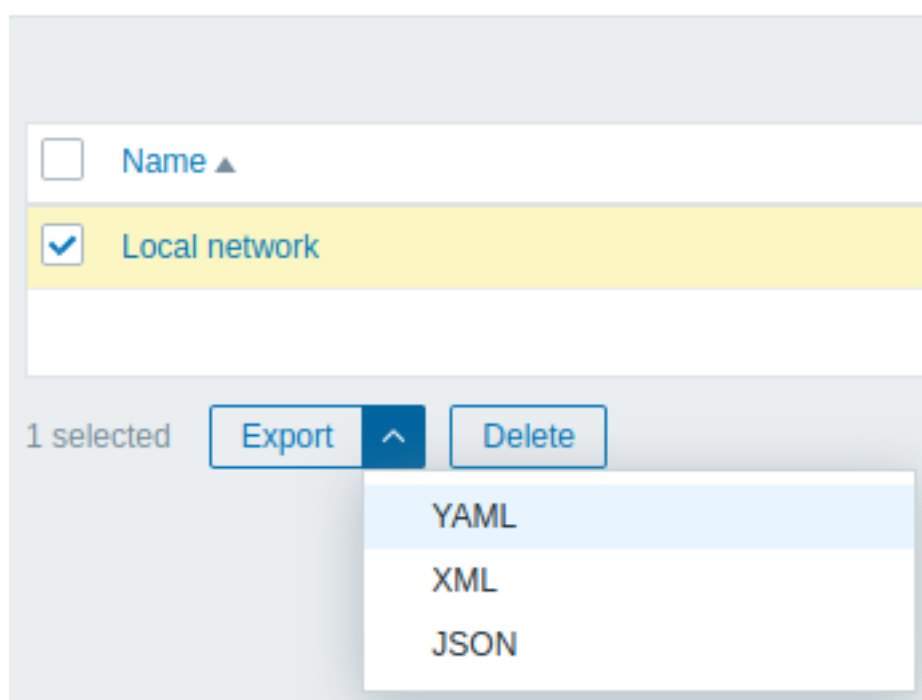 Name ▲
Local network
1 selected Export Delete
YAML
XML
JSON